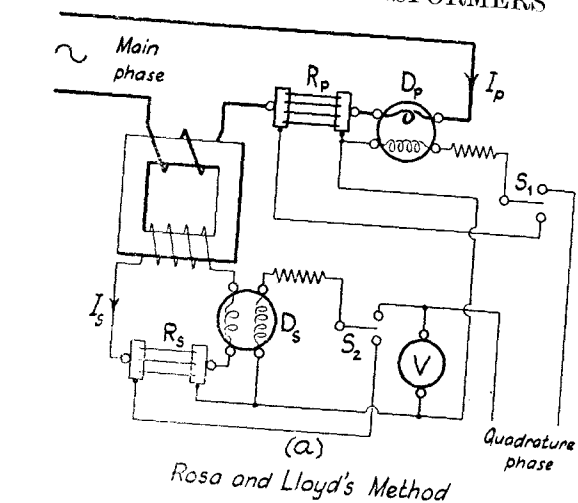 Main
phase
R_p
D_p
I_p
S_1
I_s
R_s
D_s
S_2
V
(a)
Quadrature
phase
Rosa and Lloyd's Method